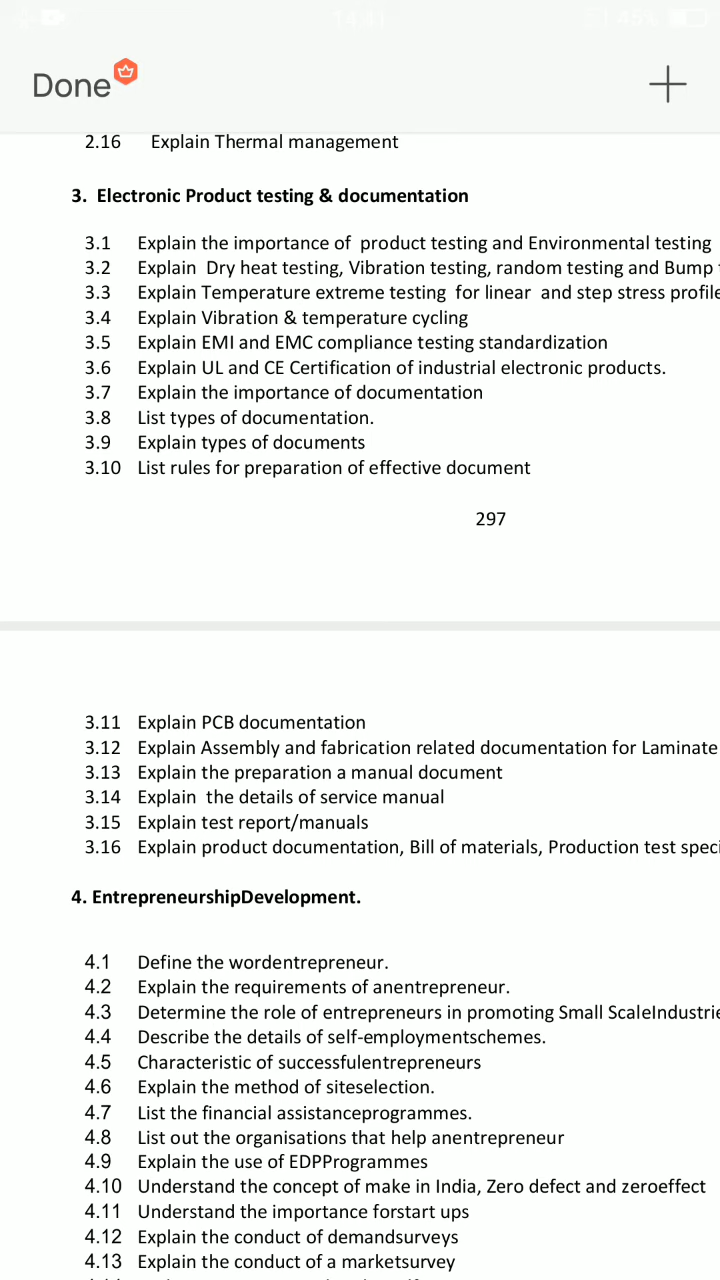 14:11
45%
Done
2.16 Explain Thermal management
3. Electronic Product testing & documentation
3.1 Explain the importance of product testing and Environmental testing
3.2 Explain Dry heat testing, Vibration testing, random testing and Bump
3.3 Explain Temperature extreme testing for linear and step stress profile
3.4 Explain Vibration & temperature cycling
3.5 Explain EMI and EMC compliance testing standardization
3.6 Explain UL and CE Certification of industrial electronic products.
3.7 Explain the importance of documentation
3.8 List types of documentation.
3.9 Explain types of documents
3.10 List rules for preparation of effective document
297
3.11 Explain PCB documentation
3.12 Explain Assembly and fabrication related documentation for Laminate
3.13 Explain the preparation a manual document
3.14 Explain the details of service manual
3.15 Explain test report/manuals
3.16 Explain product documentation, Bill of materials, Production test speci
4. EntrepreneurshipDevelopment.
4.1 Define the wordentrepreneur.
4.2 Explain the requirements of anentrepreneur.
4.3 Determine the role of entrepreneurs in promoting Small ScaleIndustrie
4.4 Describe the details of self-employmentschemes.
4.5 Characteristic of successfulentrepreneurs
4.6 Explain the method of siteselection.
4.7 List the financial assistanceprogrammes.
4.8 List out the organisations that help anentrepreneur
4.9 Explain the use of EDPProgrammes
4.10 Understand the concept of make in India, Zero defect and zeroeffect
4.11 Understand the importance forstart ups
4.12 Explain the conduct of demandsurveys
4.13 Explain the conduct of a marketsurvey